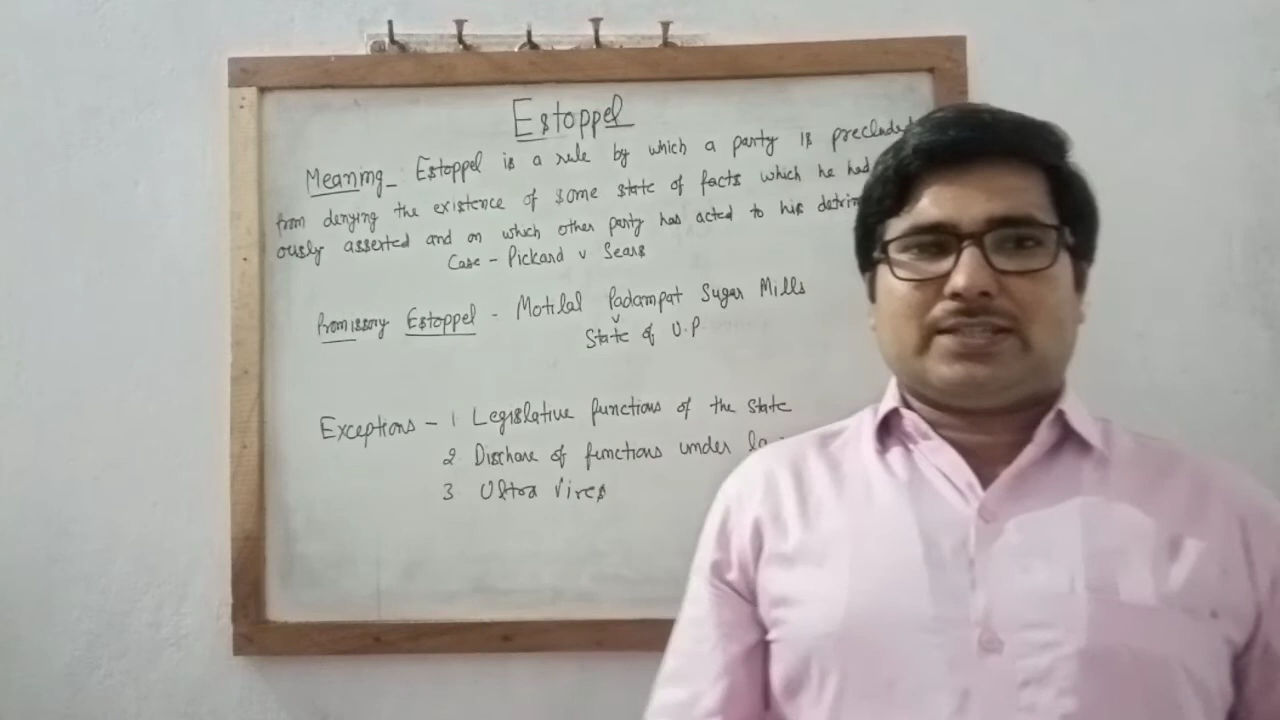 Estoppel
Meaning - Estoppel is a rule by which a party is precluded
from denying the existence of some state of facts which he had
ously asserted and on which other party has acted to his detrim
Case - Pickard v Sears
Promissory Estoppel - Motilal Padampat Sugar Mills
v
State of U.P
Exceptions - 1 Legislative functions of the state
2 Dischare of functions under la
3 Ultra Vires